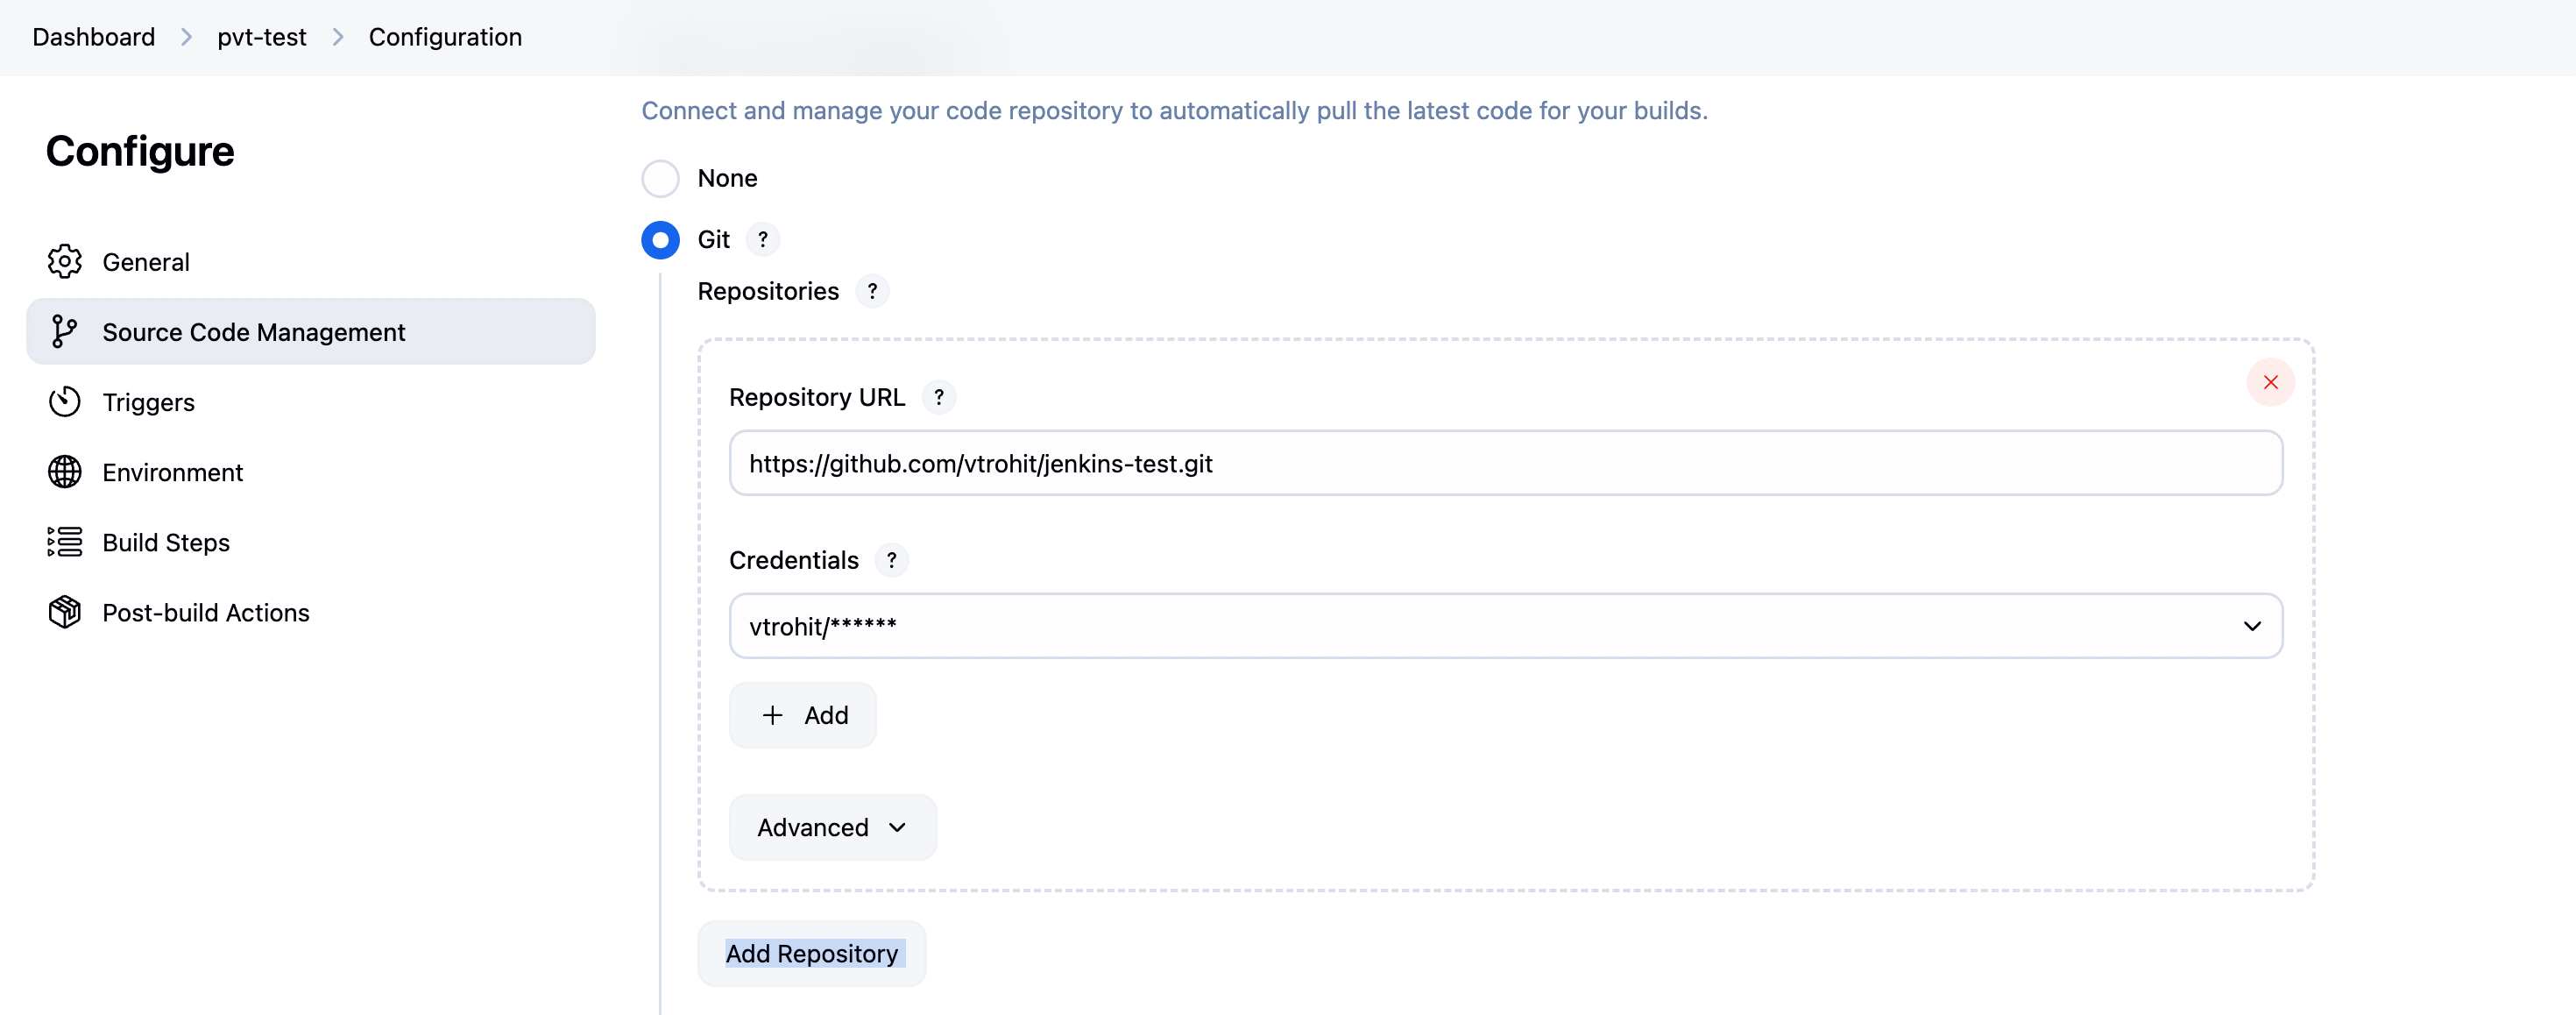 Dashboard > pvt-test > Configuration
Configure
General
Source Code Management
Triggers
Environment
Build Steps
Post-build Actions
Connect and manage your code repository to automatically pull the latest code for your builds.
None
Git ?
Repositories ?
Repository URL ?
https://github.com/vtrohit/jenkins-test.git
Credentials ?
vtrohit/******
+ Add
Advanced
Add Repository